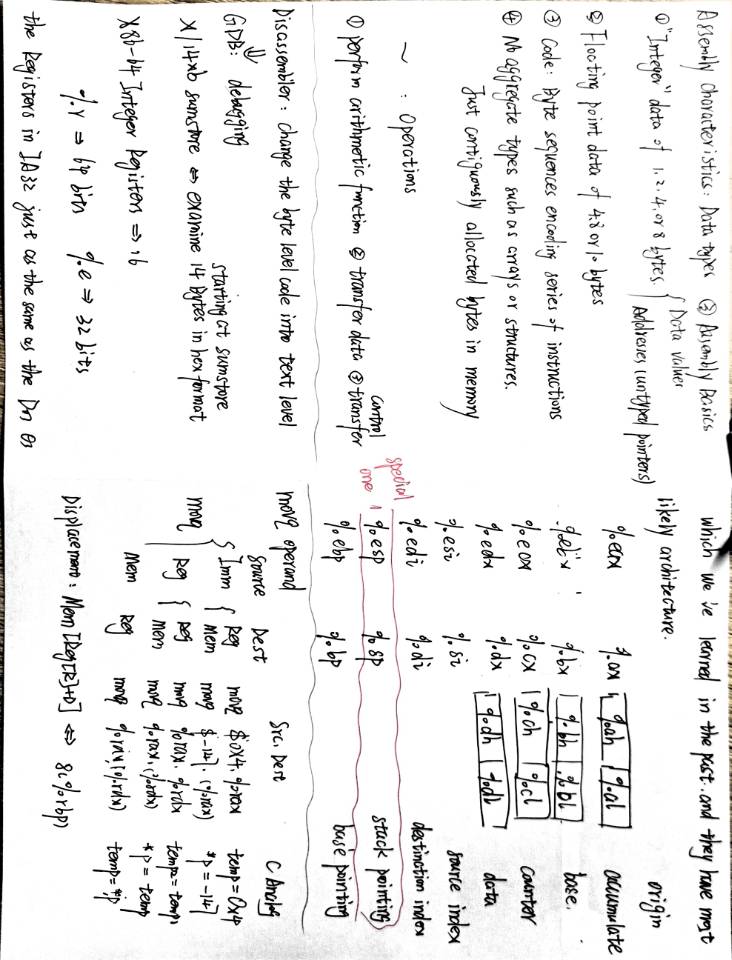 Assembly Characteristics: Data types
① "Integer" data of 1, 2, 4, or 8 bytes.
Data values
Addresses (untyped pointers)
② Floating point data of 4.8 or 10 bytes
③ Code: Byte sequences encoding series of instructions
④ No aggregate types such as arrays or structures.
Just contiguously allocated bytes in memory
② Assembly Basics
~ : Operations
① perform arithmetic function ② transfer data ③ control transfer
Disassembler: change the byte level code into text level
GDB: debugging
starting at sumstore
x/14xb sumstore ⇔ examine 14 Bytes in hex format
X86-64 Integer Registers ⇒ 16
%r ⇒ 64 bits %e ⇒ 32 bits
the Registers in IA32 just as the same as the
which we've learned in the past. and they have most
likely architecture.
origin
%eax %ax %ah %al accumulate
%ebx %bx %bh %bl base.
%ecx %cx %ch %cl counter
%edx %dx %dh %dl data
%esi %si source index
%edi %di destination index
special one
%esp %sp stack pointing
%ebp %bp base pointing
movq operand
Source Dest Src, Dest C Analog
movq
Imm Reg movq $0x4, %rax temp = 0x4
Mem movq $-147, (%rax) *p = -147
Reg Reg movq %rax, %rdx temp2 = temp1
Mem movq %rax, (%rdx) *p = temp
Mem Reg movq %rax, (%rdx) temp = *p
Displacement: Mem[Reg[R]+D] ⇔ 8(%rbp)